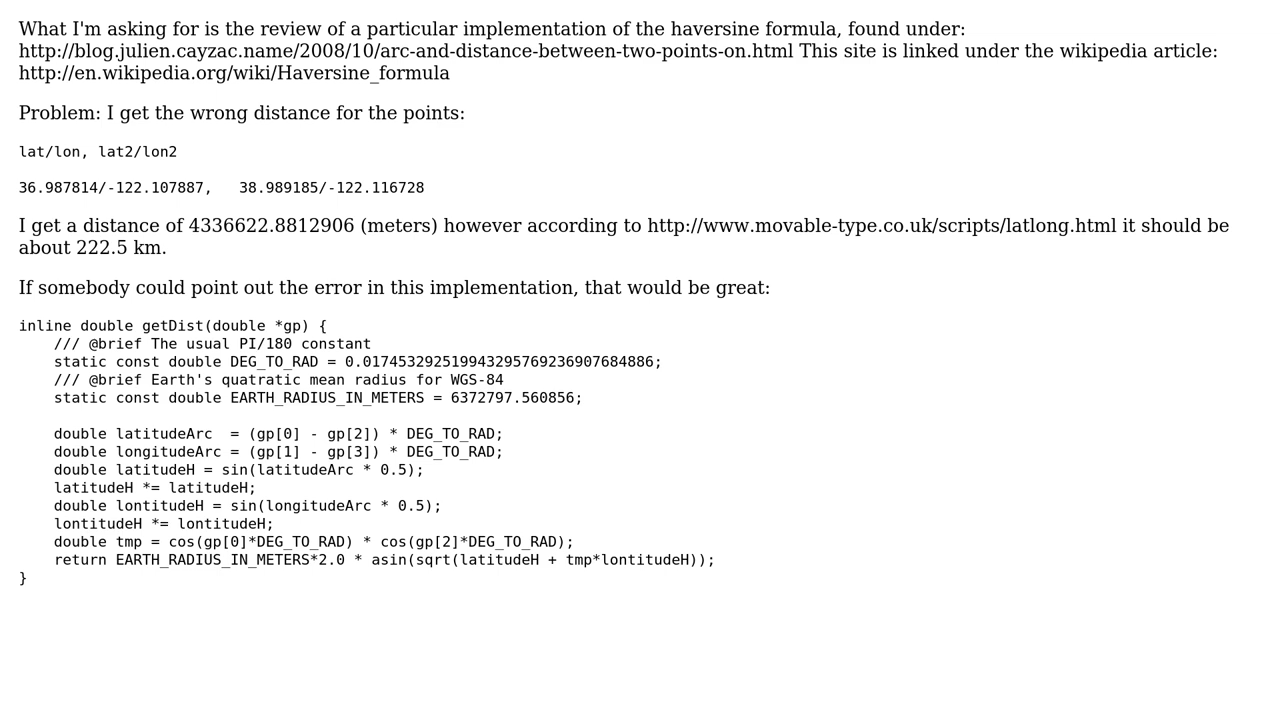 What I'm asking for is the review of a particular implementation of the haversine formula, found under:
http://blog.julien.cayzac.name/2008/10/arc-and-distance-between-two-points-on.html This site is linked under the wikipedia article:
http://en.wikipedia.org/wiki/Haversine_formula
Problem: I get the wrong distance for the points:
lat/lon, lat2/lon2
36.987814/-122.107887,   38.989185/-122.116728
I get a distance of 4336622.8812906 (meters) however according to http://www.movable-type.co.uk/scripts/latlong.html it should be
about 222.5 km.
If somebody could point out the error in this implementation, that would be great:
inline double getDist(double *gp) {
    /// @brief The usual PI/180 constant
    static const double DEG_TO_RAD = 0.017453292519943295769236907684886;
    /// @brief Earth's quatratic mean radius for WGS-84
    static const double EARTH_RADIUS_IN_METERS = 6372797.560856;
    double latitudeArc  = (gp[0] - gp[2]) * DEG_TO_RAD;
    double longitudeArc = (gp[1] - gp[3]) * DEG_TO_RAD;
    double latitudeH = sin(latitudeArc * 0.5);
    latitudeH *= latitudeH;
    double lontitudeH = sin(longitudeArc * 0.5);
    lontitudeH *= lontitudeH;
    double tmp = cos(gp[0]*DEG_TO_RAD) * cos(gp[2]*DEG_TO_RAD);
    return EARTH_RADIUS_IN_METERS*2.0 * asin(sqrt(latitudeH + tmp*lontitudeH));
}